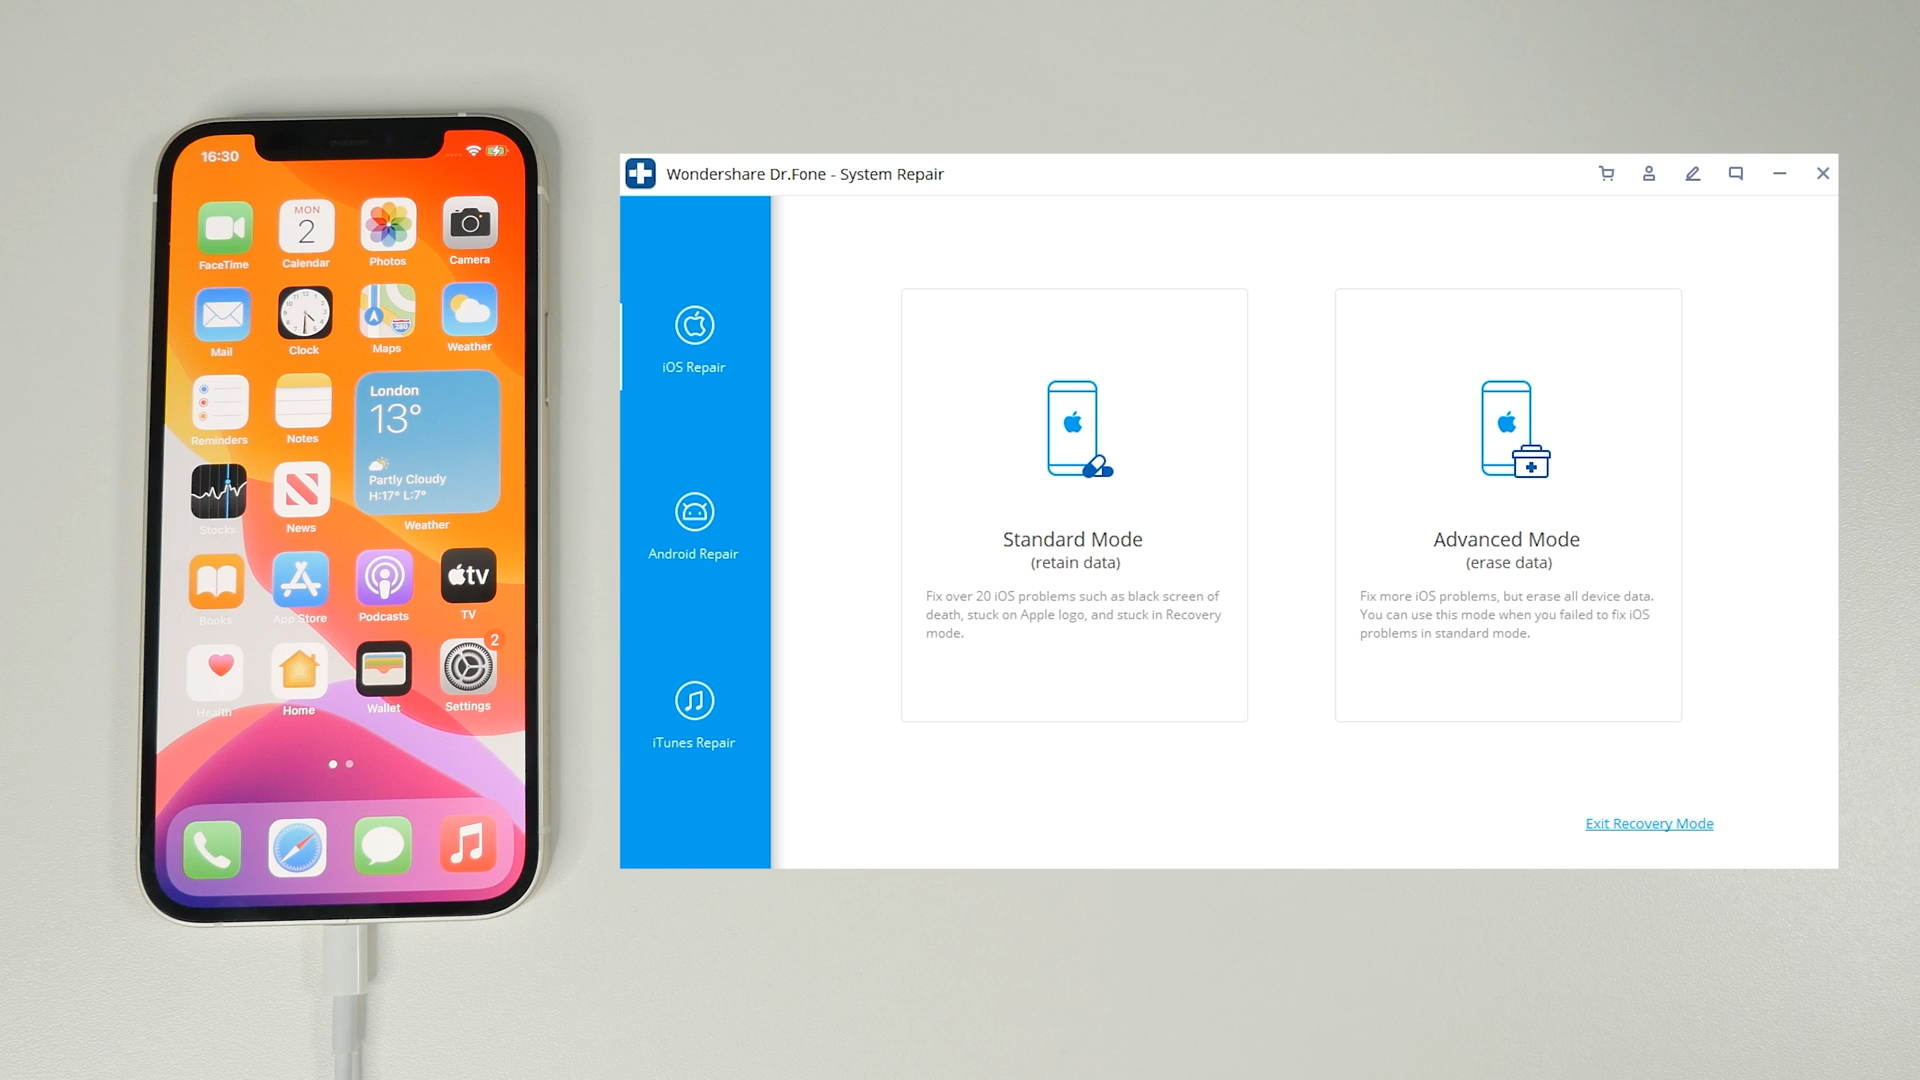 16:30
FaceTime
MON
2
Calendar
Photos
Camera
Mail
Clock
Maps
280
Weather
Reminders
Notes
London
13°
Partly Cloudy
H:17° L:7°
Weather
Stocks
News
Books
App Store
Podcasts
tv
TV
2
Health
Home
Wallet
Settings
Wondershare Dr.Fone - System Repair
iOS Repair
Android Repair
iTunes Repair
Standard Mode
(retain data)
Fix over 20 iOS problems such as black screen of
death, stuck on Apple logo, and stuck in Recovery
mode.
Advanced Mode
(erase data)
Fix more iOS problems, but erase all device data.
You can use this mode when you failed to fix iOS
problems in standard mode.
Exit Recovery Mode